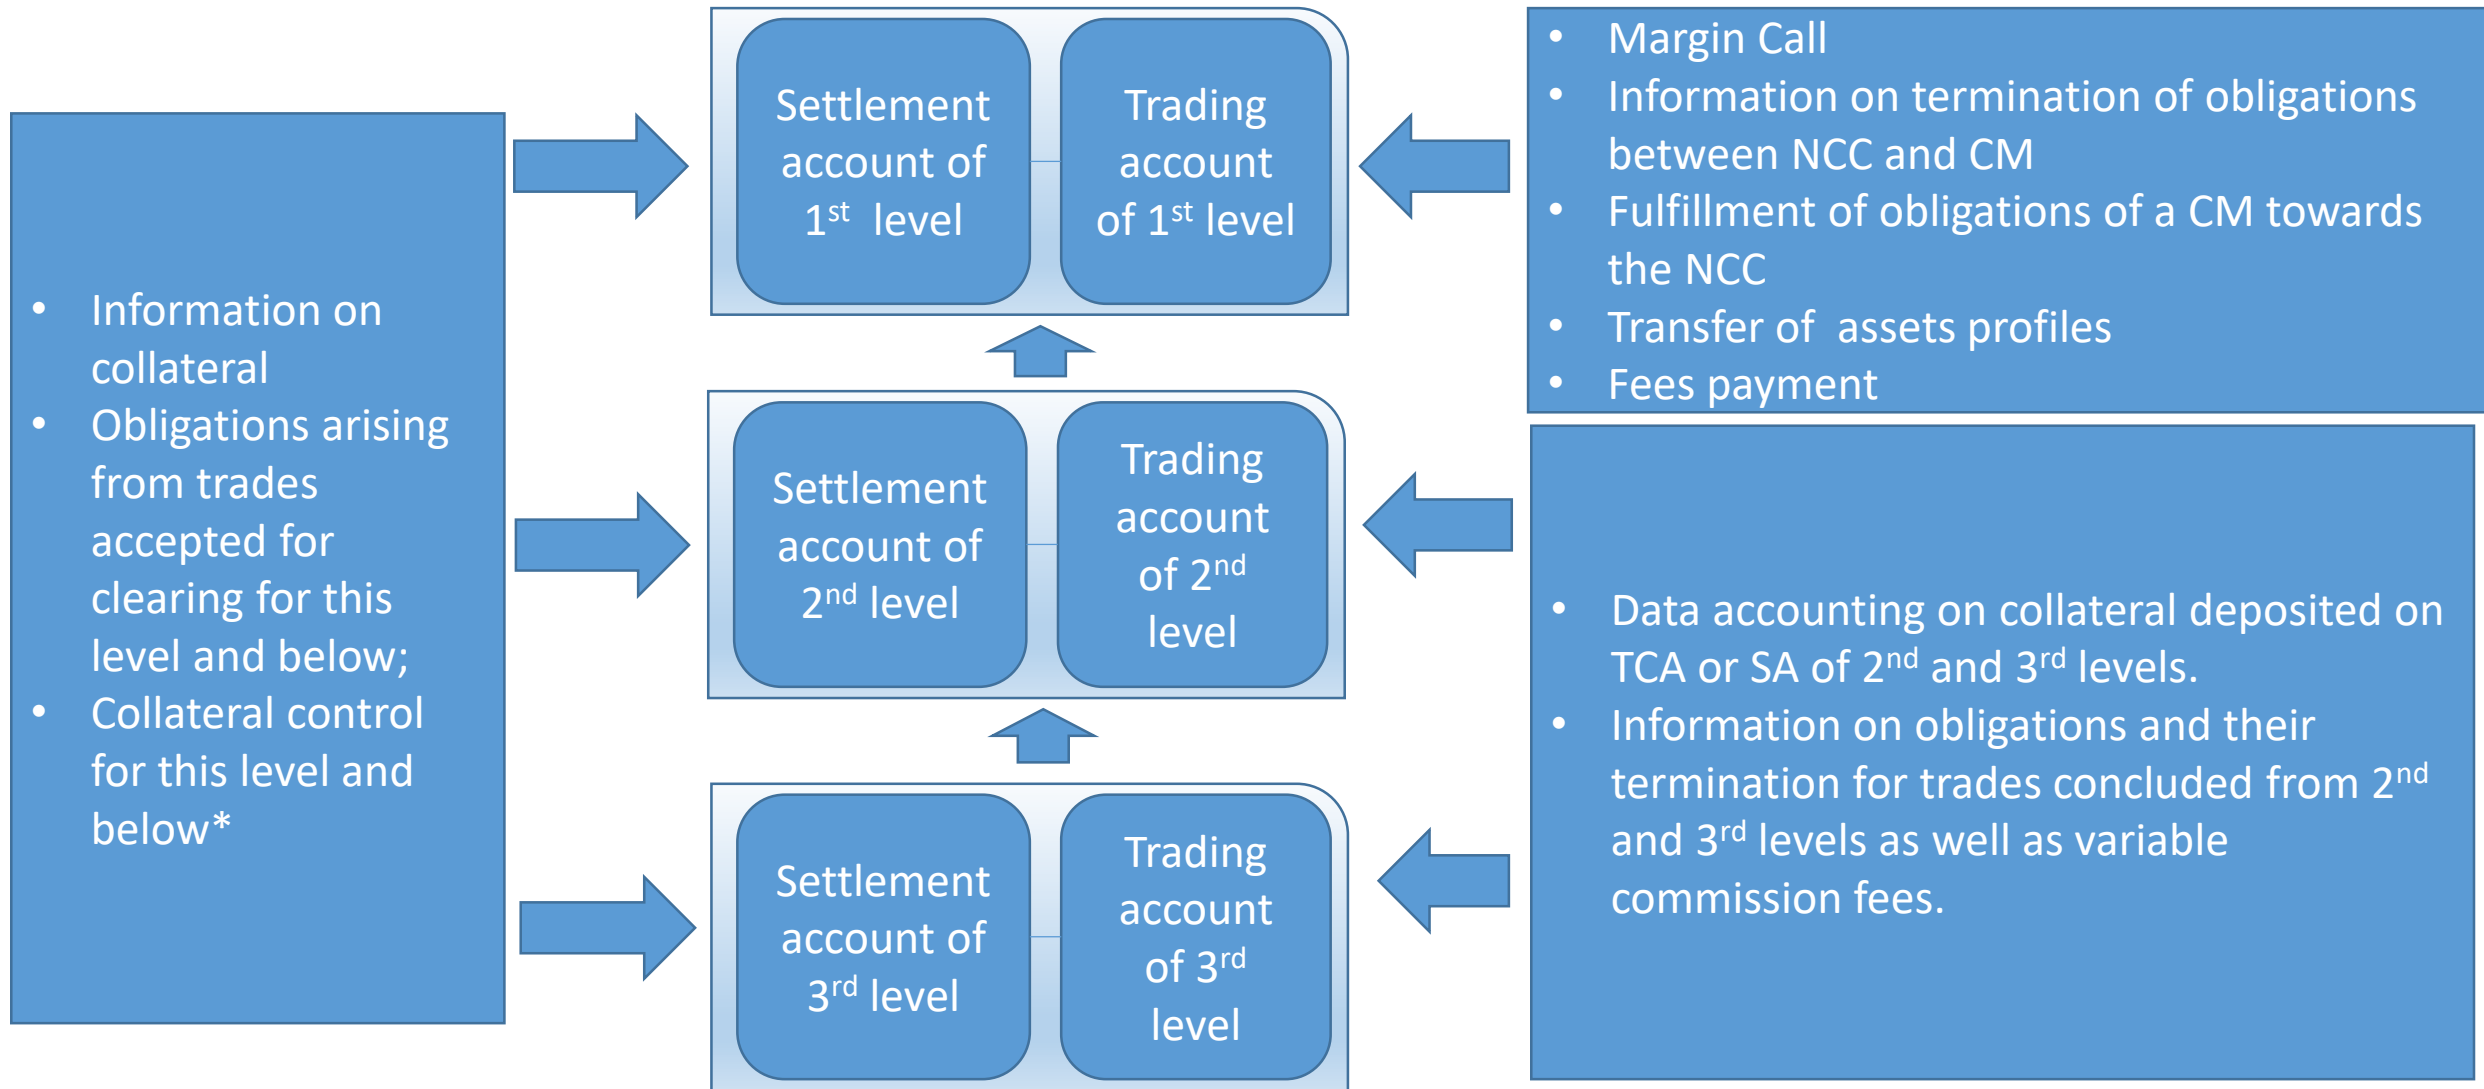 • Information on
collateral
• Obligations arising
from trades
accepted for
clearing for this
level and below;
• Collateral control
for this level and
below*
Settlement
account of
1st level
Trading
account
of 1st level
Settlement
account of
2nd level
Trading
account
of 2nd
level
Settlement
account of
3rd level
Trading
account
of 3rd
level
• Margin Call
• Information on termination of obligations
between NCC and CM
• Fulfillment of obligations of a CM towards
the NCC
• Transfer of assets profiles
• Fees payment
• Data accounting on collateral deposited on
TCA or SA of 2nd and 3rd levels.
• Information on obligations and their
termination for trades concluded from 2nd
and 3rd levels as well as variable
commission fees.